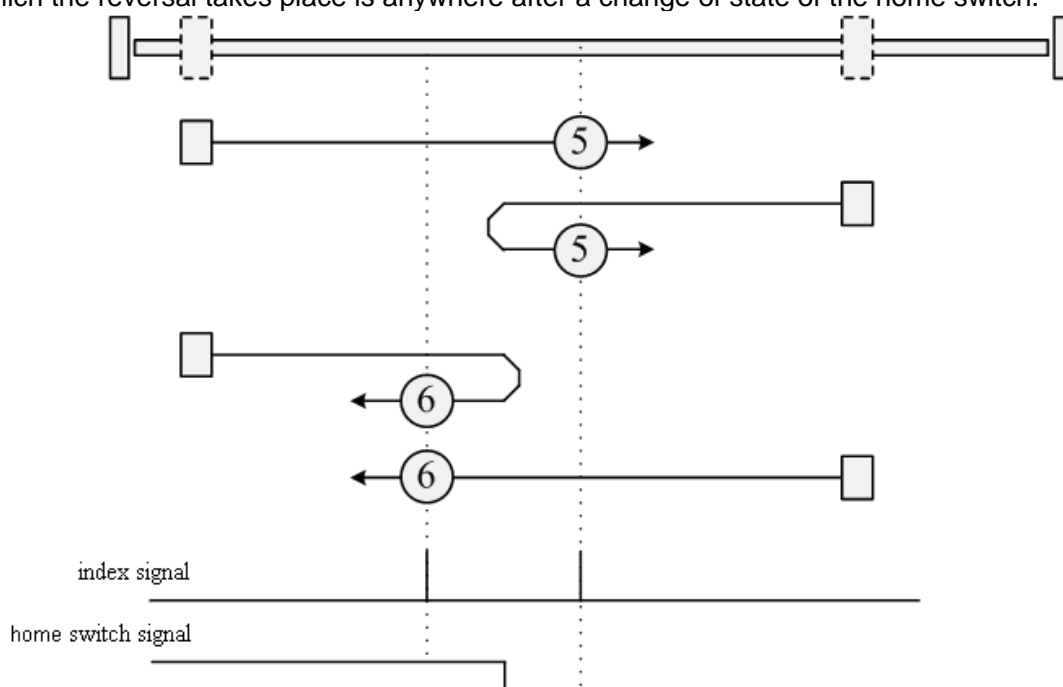 which the reversal takes place is anywhere after a change of state of the home switch.
5
5
6
6
index signal
home switch signal